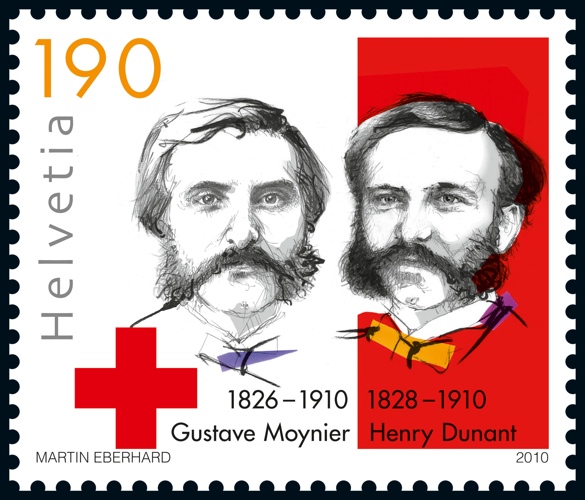 190
Helvetia
1826–1910 1828–1910
Gustave Moynier Henry Dunant
MARTIN EBERHARD 2010